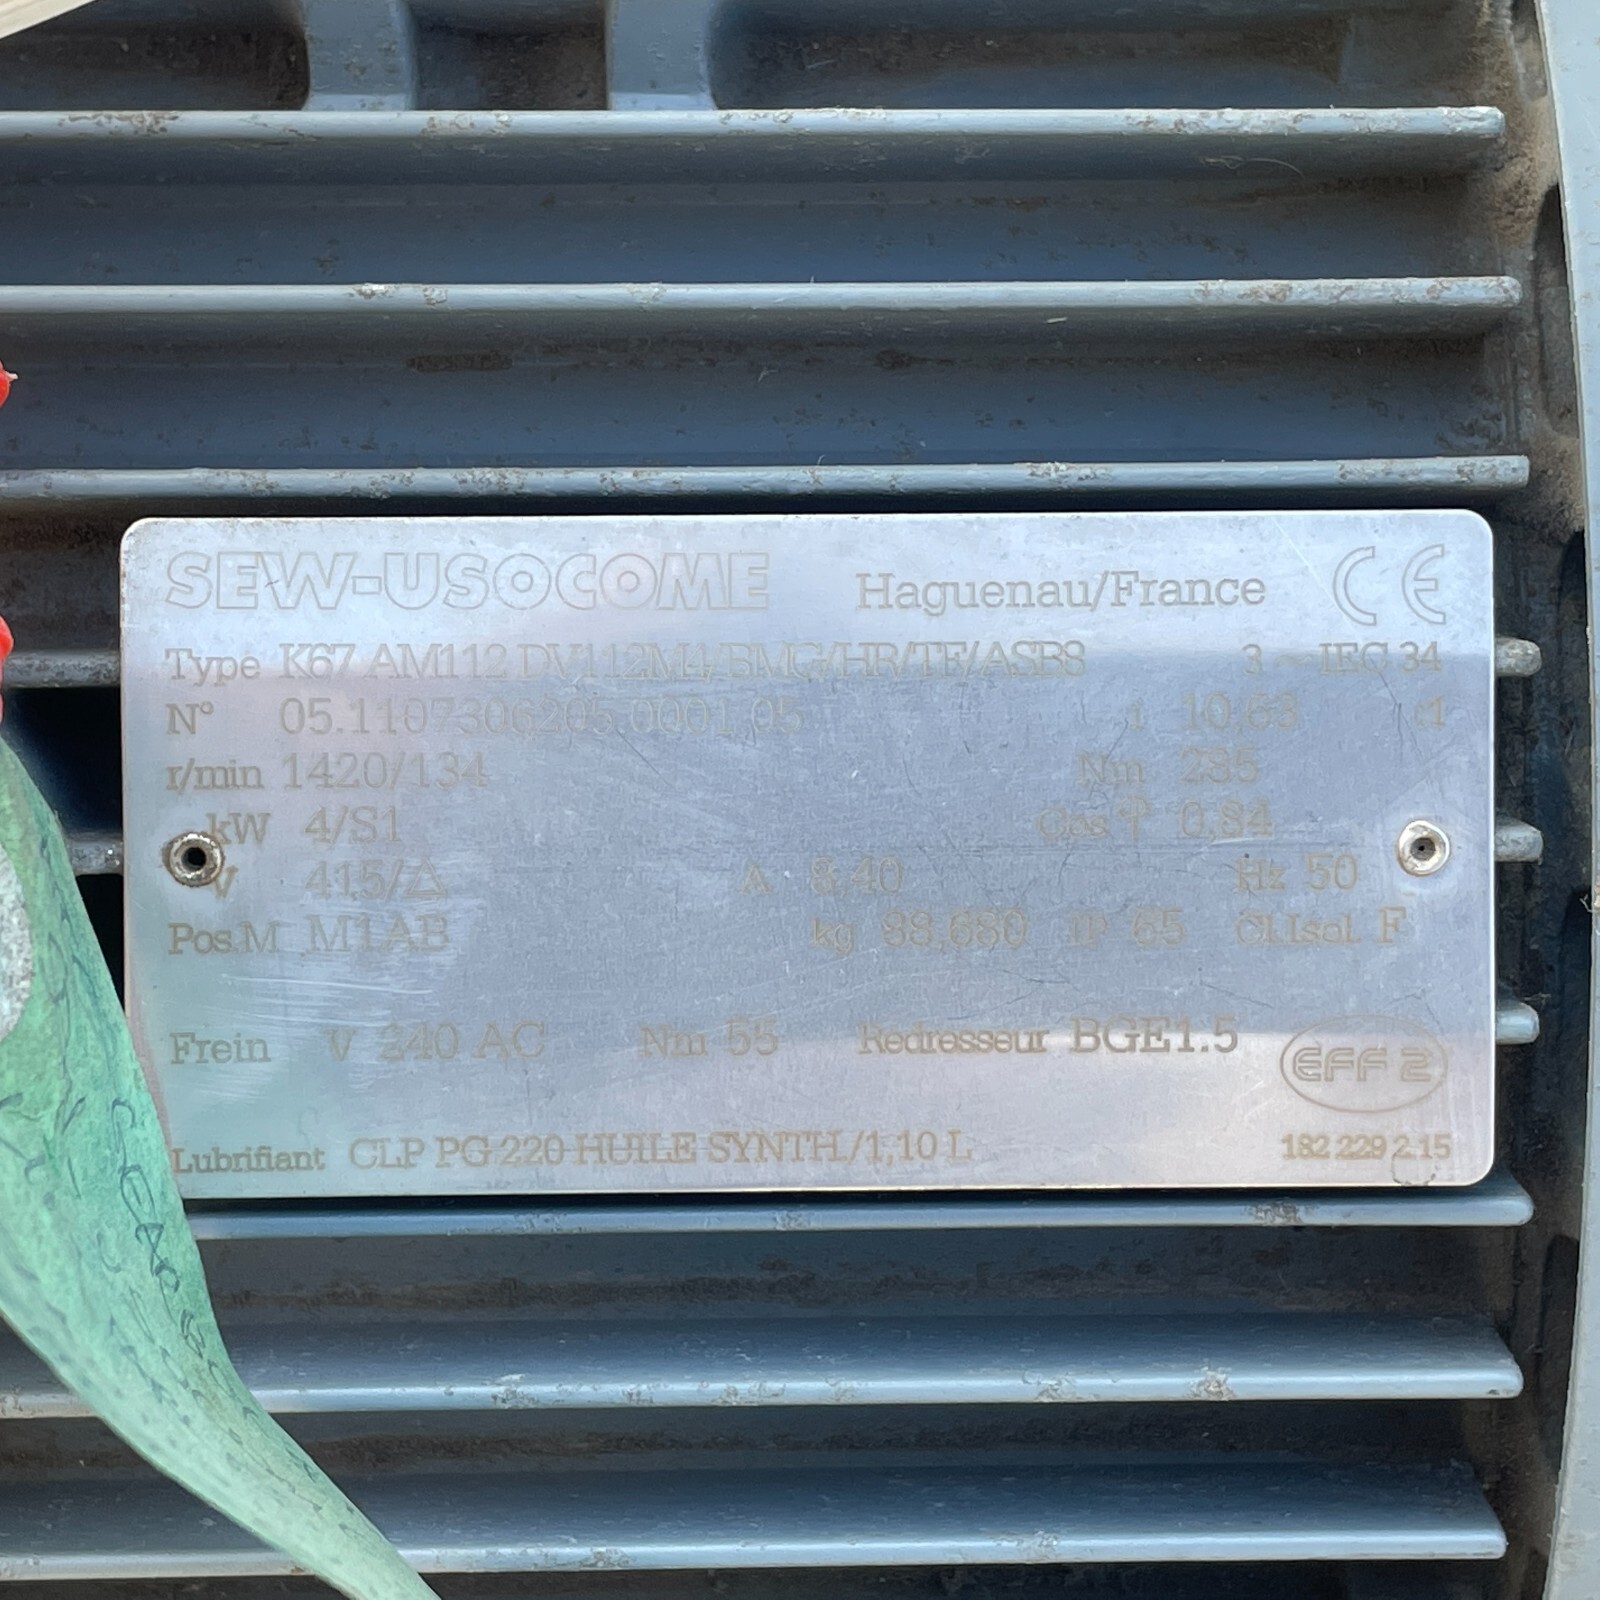 SEW-USOCOME Haguenau/France CE
Type K67 AM112 DV112M4/BMG/HR/TF/ASB8 3 ~ IEC 34
N° 05.1107306205.0001.05 i 10,63 :1
r/min 1420/134 Nm 285
kW 4/S1 Cos φ 0,84
V 415/△ A 8,40 Hz 50
Pos.M M1AB kg 88,680 IP 65 Cl.Isol. F
Frein V 240 AC Nm 55 Redresseur BGE1.5
EFF 2
Lubrifiant CLP PG 220 HUILE SYNTH./1,10 L
182 229 2.15